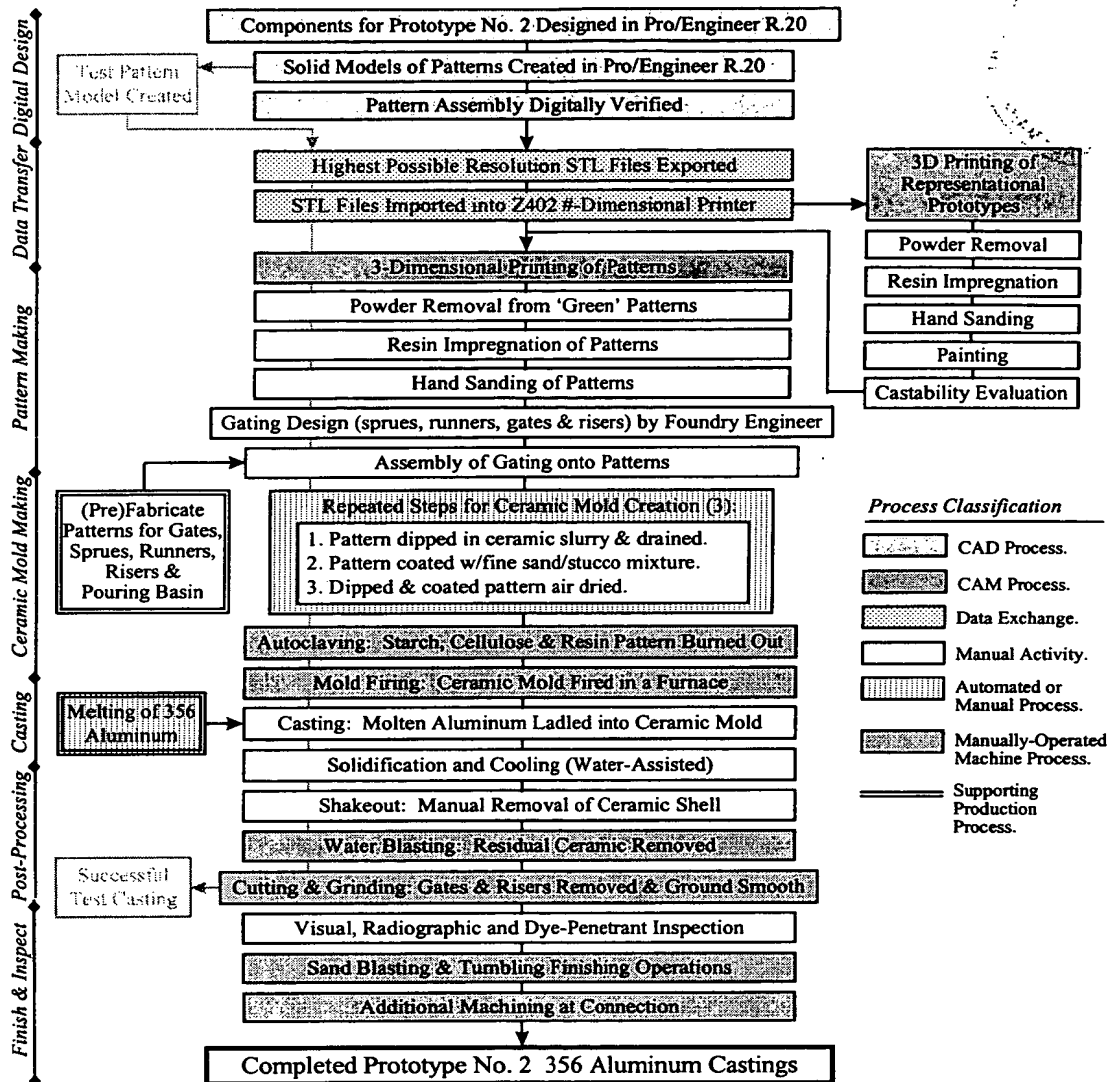 Digital Design
Data Transfer
Pattern Making
Ceramic Mold Making
Casting
Post-Processing
Finish & Inspect
Components for Prototype No. 2 Designed in Pro/Engineer R.20
Test Pattern
Model Created
Solid Models of Patterns Created in Pro/Engineer R.20
Pattern Assembly Digitally Verified
Highest Possible Resolution STL Files Exported
STL Files Imported into Z402 #-Dimensional Printer
3D Printing of
Representational
Prototypes
Powder Removal
Resin Impregnation
Hand Sanding
Painting
Castability Evaluation
3-Dimensional Printing of Patterns
Powder Removal from 'Green' Patterns
Resin Impregnation of Patterns
Hand Sanding of Patterns
Gating Design (sprues, runners, gates & risers) by Foundry Engineer
Assembly of Gating onto Patterns
(Pre)Fabricate
Patterns for Gates,
Sprues, Runners,
Risers &
Pouring Basin
Repeated Steps for Ceramic Mold Creation (3):
1. Pattern dipped in ceramic slurry & drained.
2. Pattern coated w/fine sand/stucco mixture.
3. Dipped & coated pattern air dried.
Autoclaving: Starch, Cellulose & Resin Pattern Burned Out
Mold Firing: Ceramic Mold Fired in a Furnace
Melting of 356
Aluminum
Casting: Molten Aluminum Ladled into Ceramic Mold
Solidification and Cooling (Water-Assisted)
Shakeout: Manual Removal of Ceramic Shell
Water Blasting: Residual Ceramic Removed
Successful
Test Casting
Cutting & Grinding: Gates & Risers Removed & Ground Smooth
Visual, Radiographic and Dye-Penetrant Inspection
Sand Blasting & Tumbling Finishing Operations
Additional Machining at Connection
Completed Prototype No. 2 356 Aluminum Castings
Process Classification
CAD Process.
CAM Process.
Data Exchange.
Manual Activity.
Automated or
Manual Process.
Manually-Operated
Machine Process.
Supporting
Production
Process.